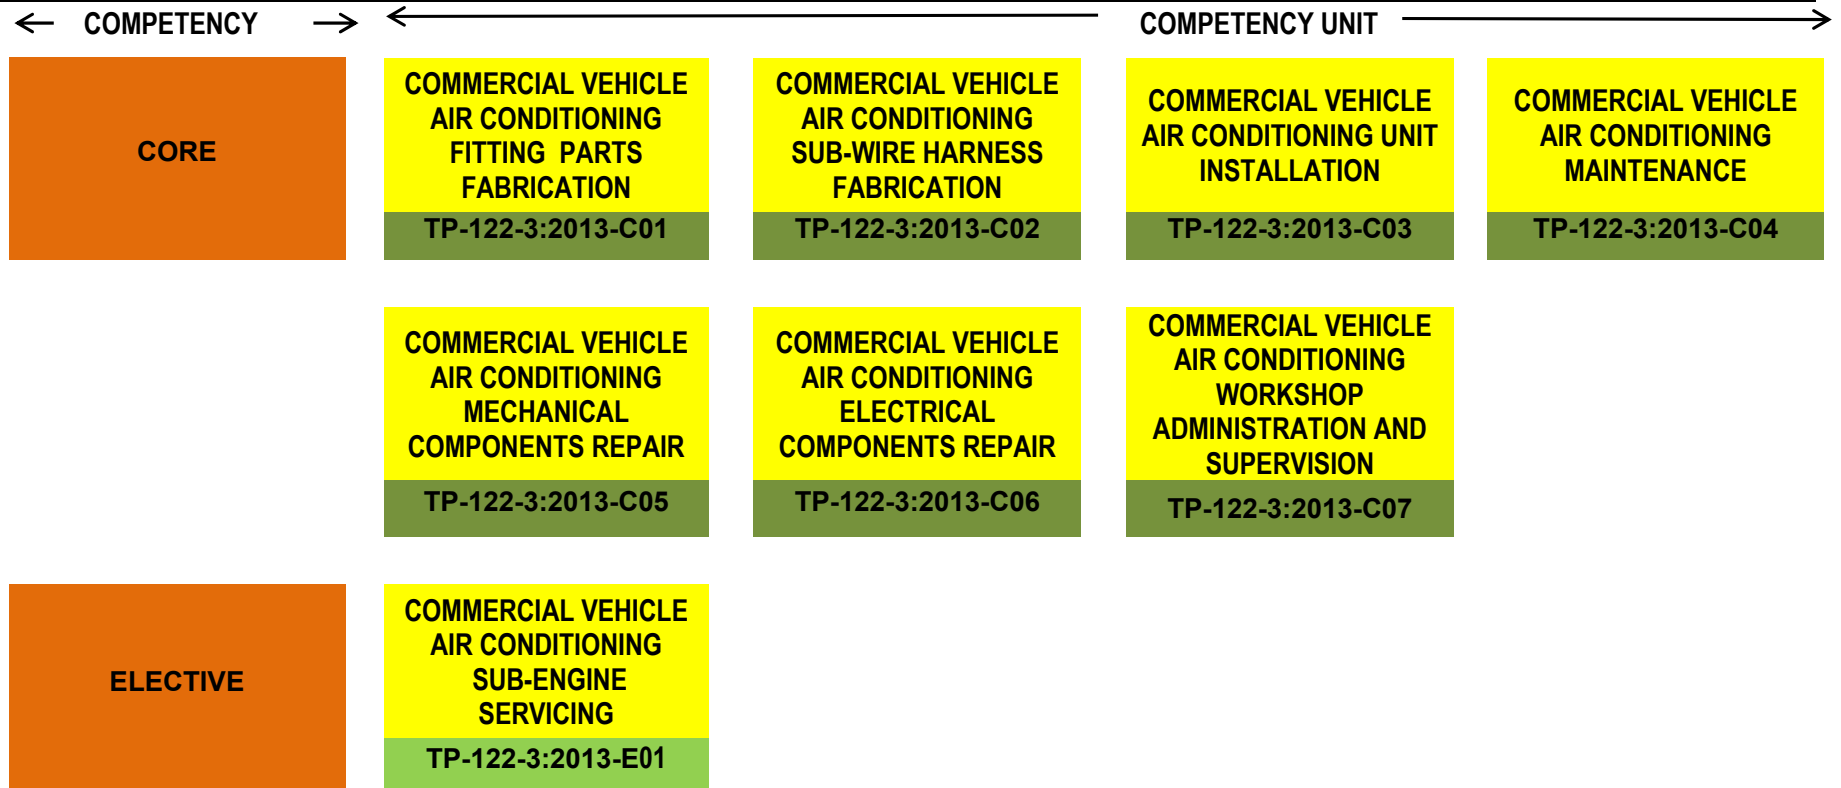 COMPETENCY
COMPETENCY UNIT
CORE
COMMERCIAL VEHICLE
AIR CONDITIONING
FITTING PARTS
FABRICATION
TP-122-3:2013-C01
COMMERCIAL VEHICLE
AIR CONDITIONING
SUB-WIRE HARNESS
FABRICATION
TP-122-3:2013-C02
COMMERCIAL VEHICLE
AIR CONDITIONING UNIT
INSTALLATION
TP-122-3:2013-C03
COMMERCIAL VEHICLE
AIR CONDITIONING
MAINTENANCE
TP-122-3:2013-C04
COMMERCIAL VEHICLE
AIR CONDITIONING
MECHANICAL
COMPONENTS REPAIR
TP-122-3:2013-C05
COMMERCIAL VEHICLE
AIR CONDITIONING
ELECTRICAL
COMPONENTS REPAIR
TP-122-3:2013-C06
COMMERCIAL VEHICLE
AIR CONDITIONING
WORKSHOP
ADMINISTRATION AND
SUPERVISION
TP-122-3:2013-C07
ELECTIVE
COMMERCIAL VEHICLE
AIR CONDITIONING
SUB-ENGINE
SERVICING
TP-122-3:2013-E01